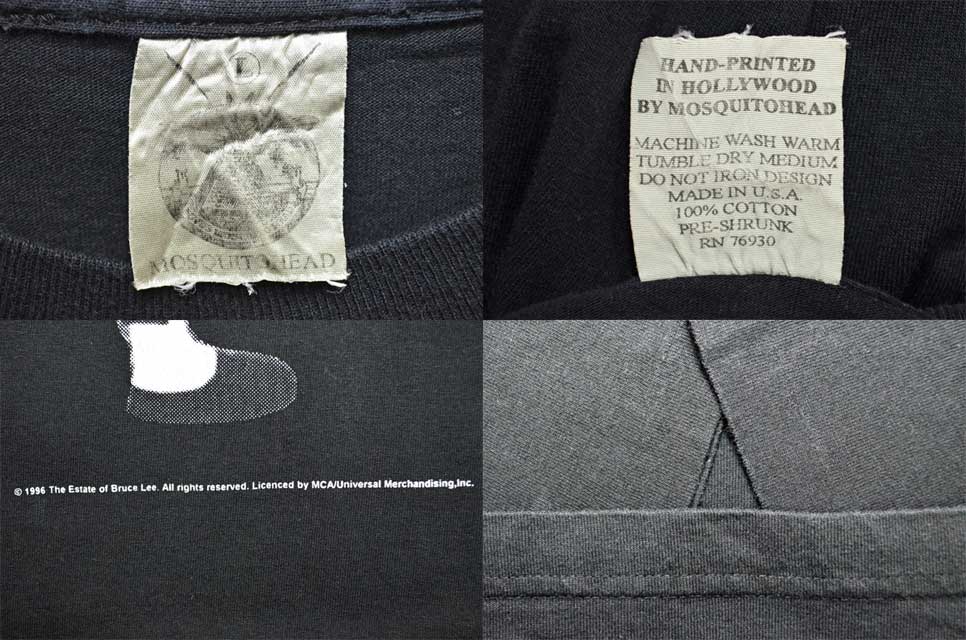 L
MOSQUITOHEAD
HAND-PRINTED
IN HOLLYWOOD
BY MOSQUITOHEAD
MACHINE WASH WARM
TUMBLE DRY MEDIUM
DO NOT IRON DESIGN
MADE IN U.S.A.
100% COTTON
PRE-SHRUNK
RN 76930
© 1996 The Estate of Bruce Lee. All rights reserved. Licenced by MCA/Universal Merchandising,Inc.